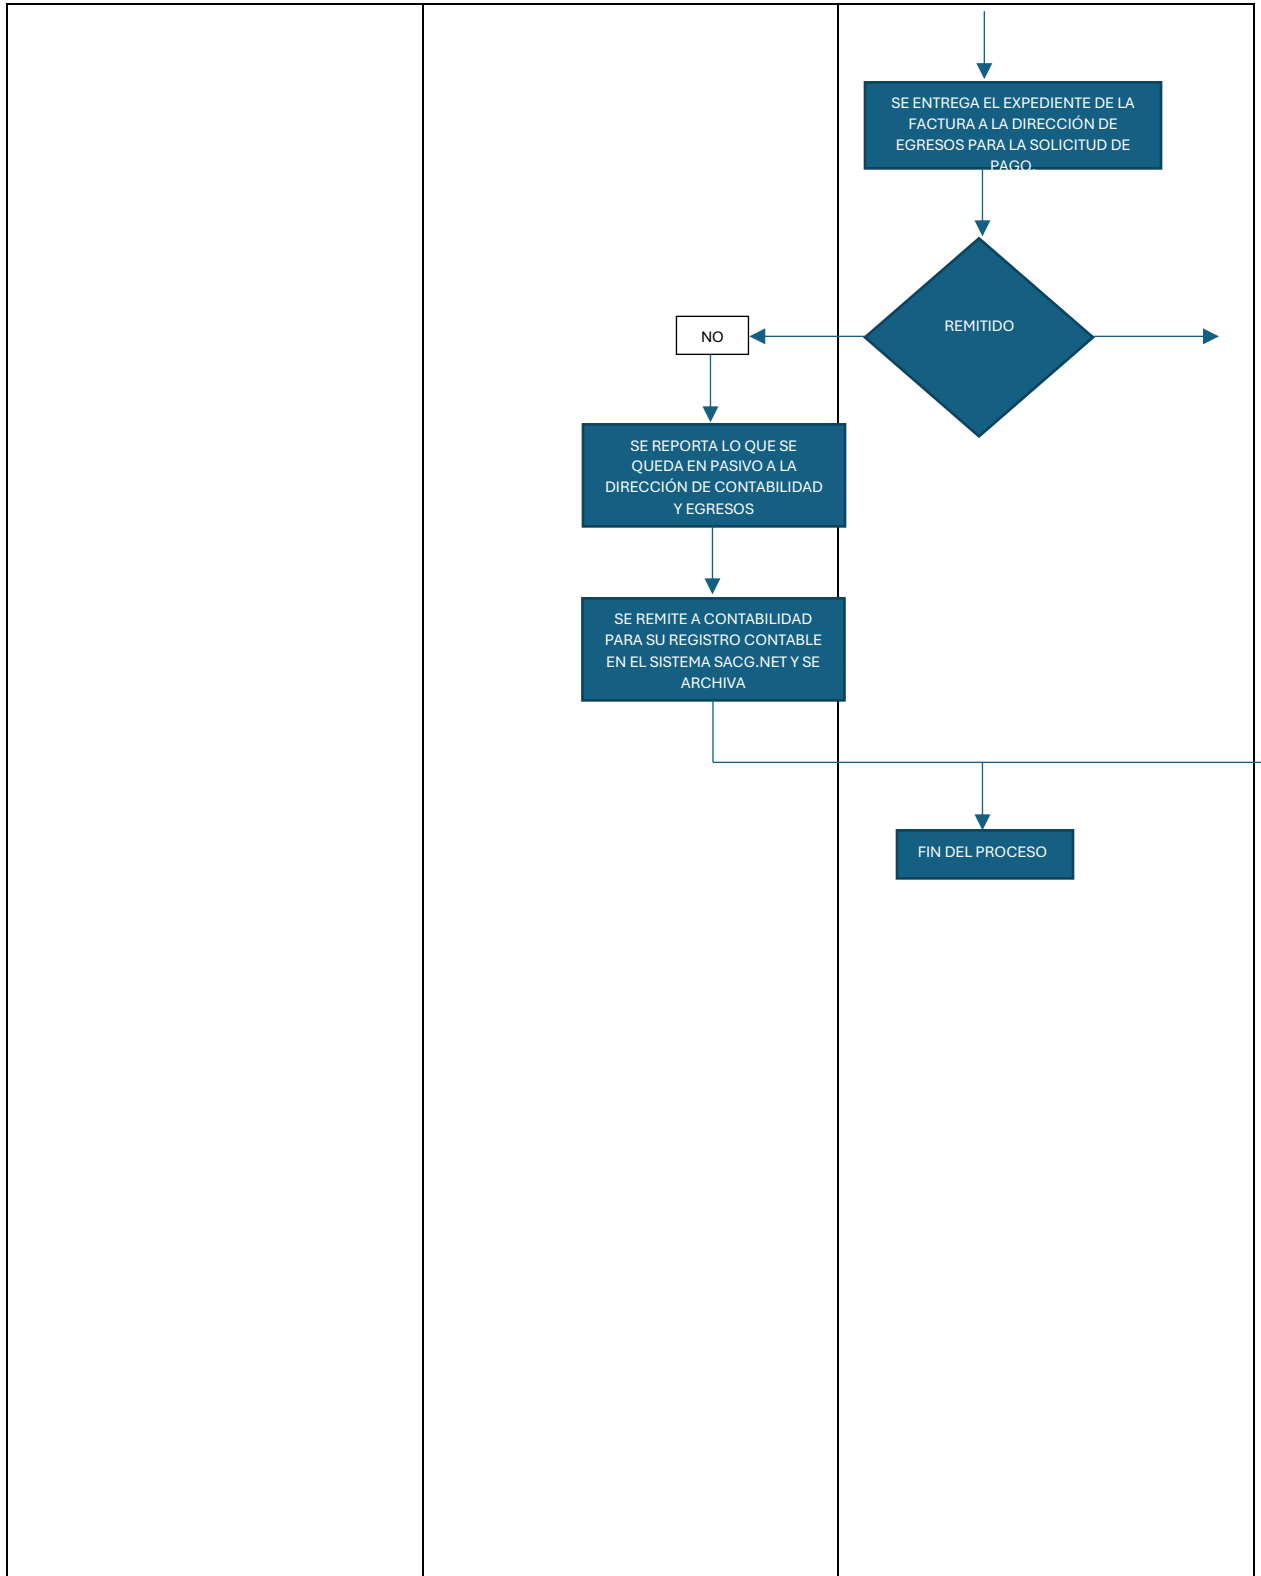 SE ENTREGA EL EXPEDIENTE DE LA
FACTURA A LA DIRECCIÓN DE
EGRESOS PARA LA SOLICITUD DE
PAGO.
REMITIDO
NO
SE REPORTA LO QUE SE
QUEDA EN PASIVO A LA
DIRECCIÓN DE CONTABILIDAD
Y EGRESOS
SE REMITE A CONTABILIDAD
PARA SU REGISTRO CONTABLE
EN EL SISTEMA SACG.NET Y SE
ARCHIVA
FIN DEL PROCESO